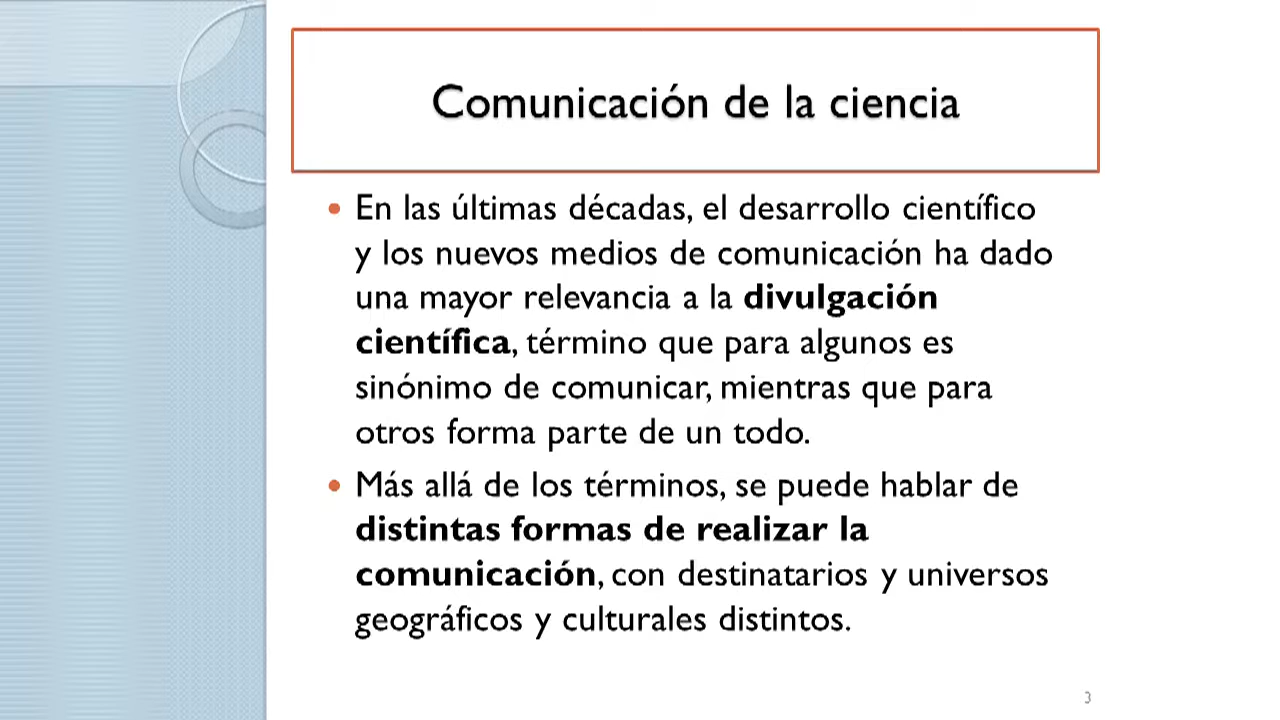 Comunicación de la ciencia
• En las últimas décadas, el desarrollo científico
y los nuevos medios de comunicación ha dado
una mayor relevancia a la divulgación
científica, término que para algunos es
sinónimo de comunicar, mientras que para
otros forma parte de un todo.
• Más allá de los términos, se puede hablar de
distintas formas de realizar la
comunicación, con destinatarios y universos
geográficos y culturales distintos.
3